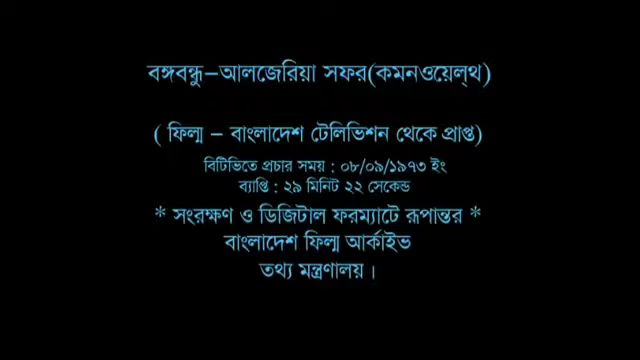 বঙ্গবন্ধু-আলজেরিয়া সফর(কমনওয়েল্‌থ)
( ফিল্ম - বাংলাদেশ টেলিভিশন থেকে প্রাপ্ত)
বিটিভিতে প্রচার সময় : ০৮/০৯/১৯৭৩ ইং
ব্যাপ্তি : ২৯ মিনিট ২২ সেকেন্ড
* সংরক্ষণ ও ডিজিটাল ফরম্যাটে রূপান্তর *
বাংলাদেশ ফিল্ম আর্কাইভ
তথ্য মন্ত্রণালয় ।